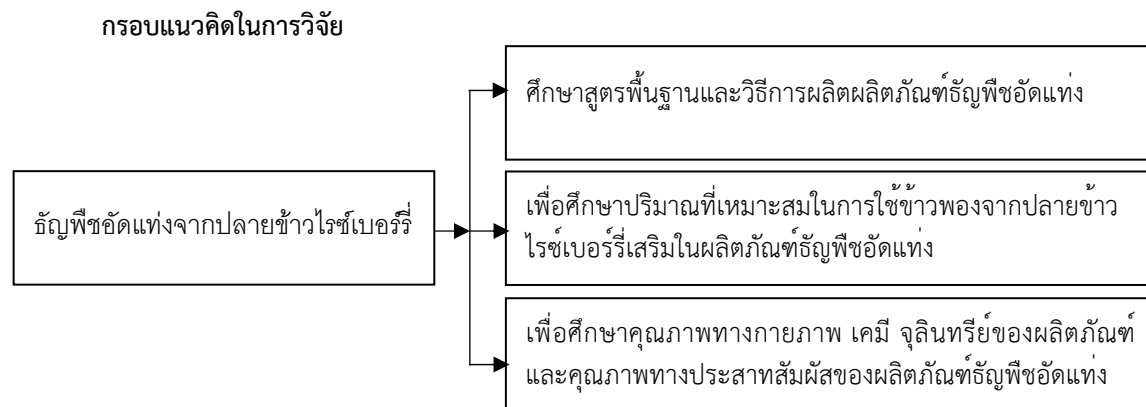 กรอบแนวคิดในการวิจัย
ศึกษาสูตรพื้นฐานและวิธีการผลิตผลิตภัณฑ์ธัญพืชอัดแท่ง
ธัญพืชอัดแท่งจากปลายข้าวไรซ์เบอร์รี่
เพื่อศึกษาปริมาณที่เหมาะสมในการใช้ข้าวพองจากปลายข้าว
ไรซ์เบอร์รี่เสริมในผลิตภัณฑ์ธัญพืชอัดแท่ง
เพื่อศึกษาคุณภาพทางกายภาพ เคมี จุลินทรีย์ของผลิตภัณฑ์
และคุณภาพทางประสาทสัมผัสของผลิตภัณฑ์ธัญพืชอัดแท่ง